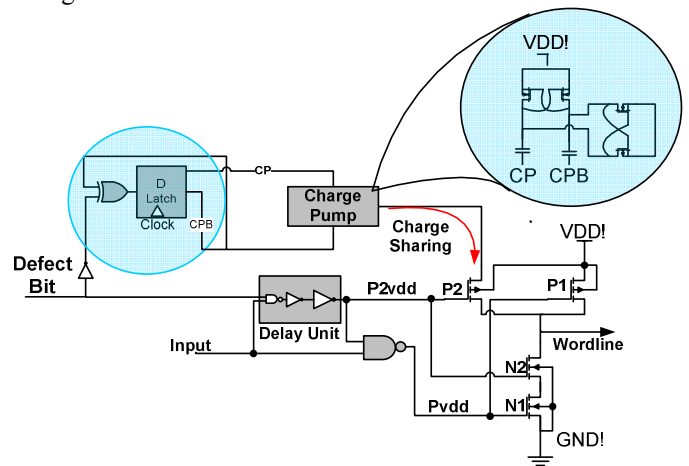 VDD!
CP CPB
D
Latch
Clock
CP
CPB
Charge
Pump
Charge
Sharing
VDD!
Defect
Bit
P2vdd
P2
P1
Delay Unit
Wordline
Input
N2
Pvdd
N1
GND!